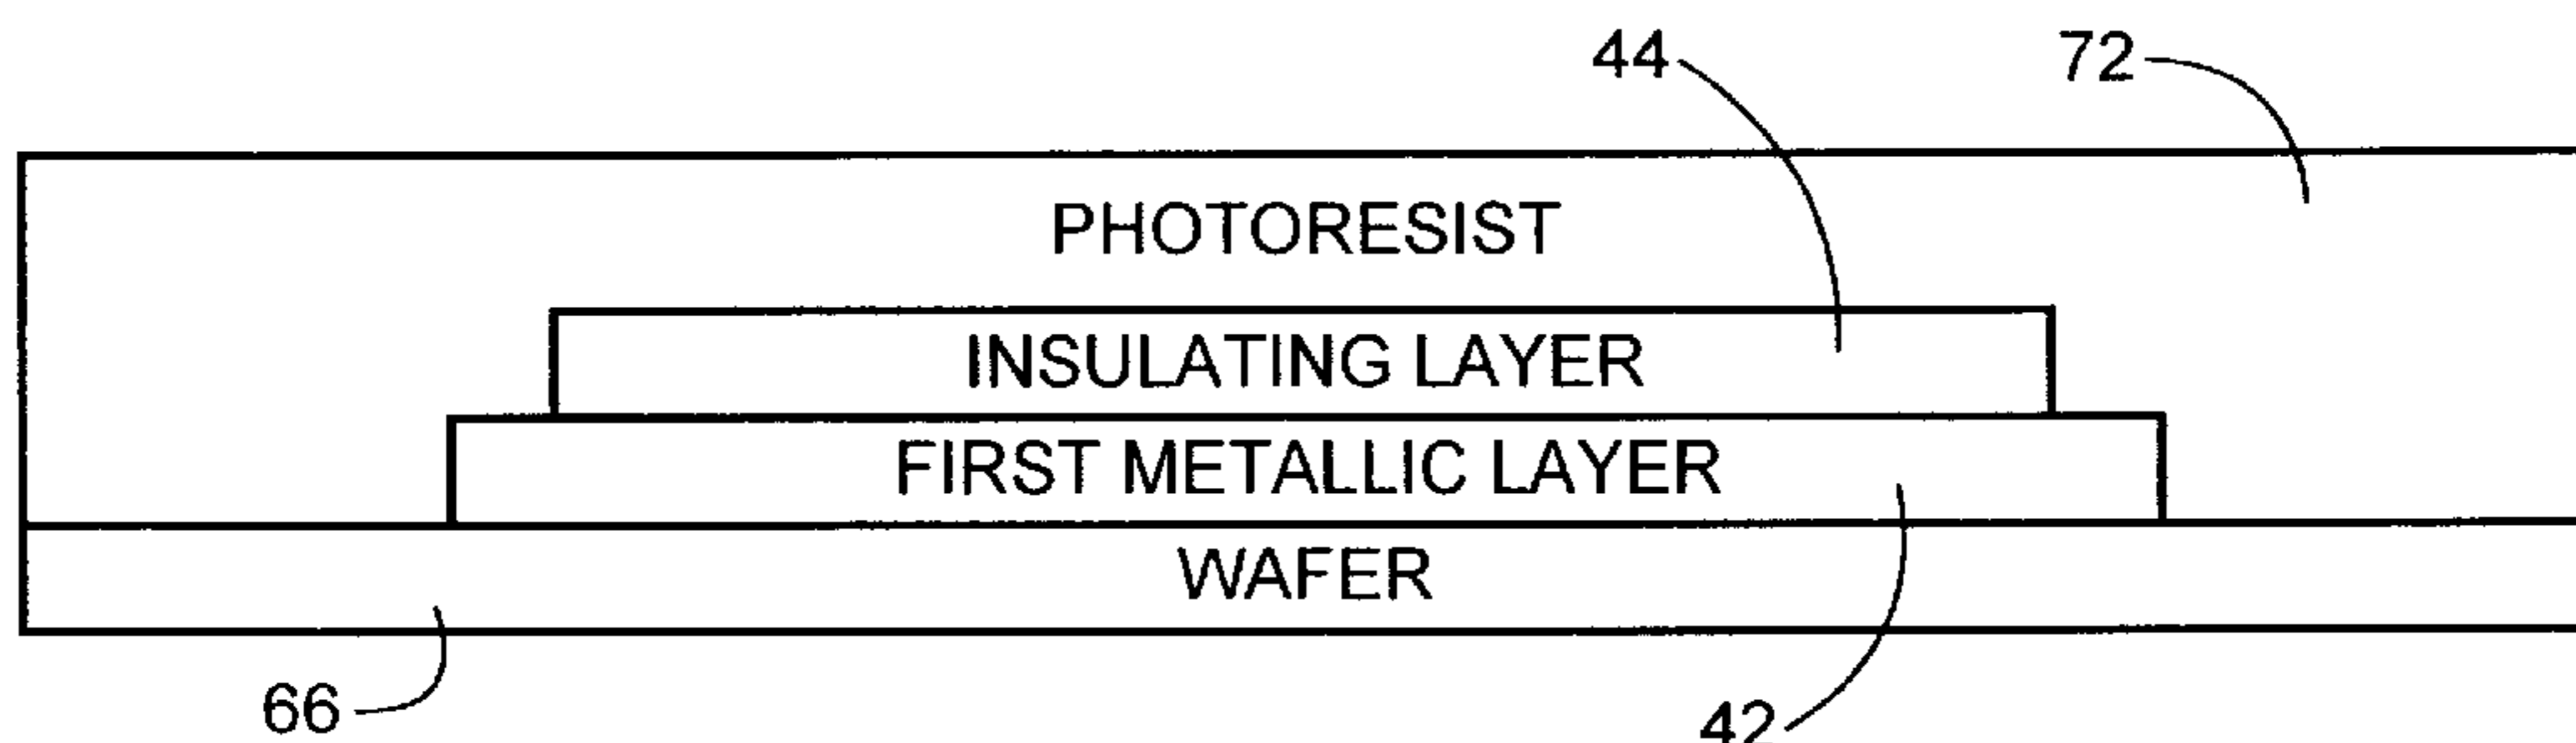 44
72
PHOTORESIST
INSULATING LAYER
FIRST METALLIC LAYER
WAFER
66
42